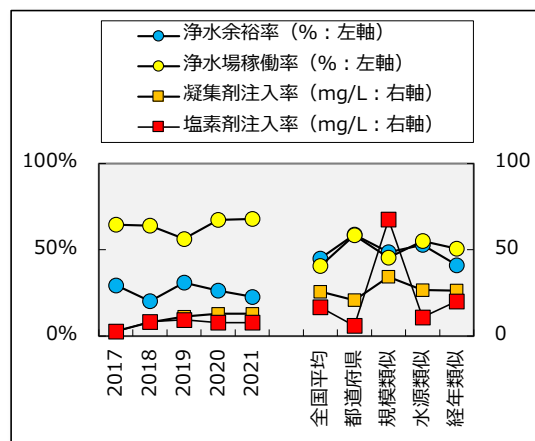 浄水余裕率（%：左軸）
浄水場稼働率（%：左軸）
凝集剤注入率（mg/L：右軸）
塩素剤注入率（mg/L：右軸）
100%
100
50%
50
0%
0
2017
2018
2019
2020
2021
全国平均
都道府県
規模類似
水源類似
経年類似